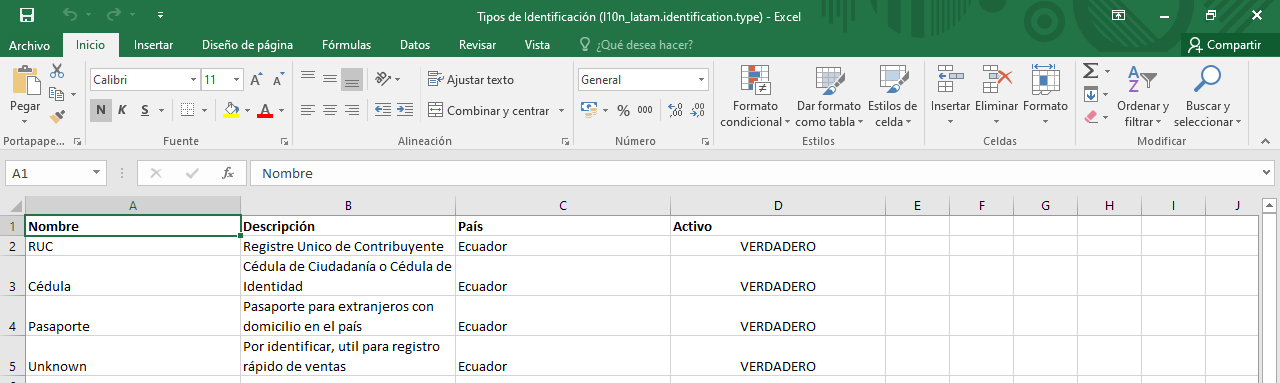 Tipos de Identificación (l10n_latam.identification.type) - Excel
Archivo Inicio Insertar Diseño de página Fórmulas Datos Revisar Vista ¿Qué desea hacer? Compartir
Pegar
Calibri 11
N K S
Ajustar texto
Combinar y centrar
General
% 000
Formato condicional
Dar formato como tabla
Estilos de celda
Insertar Eliminar Formato
Ordenar y filtrar
Buscar y seleccionar
Portapape... Fuente Alineación Número Estilos Celdas Modificar
A1 fx Nombre
A B C D E F G H I J
1 Nombre Descripción País Activo
2 RUC Registre Unico de Contribuyente Ecuador VERDADERO
Cédula de Ciudadanía o Cédula de
3 Cédula Identidad Ecuador VERDADERO
Pasaporte para extranjeros con
4 Pasaporte domicilio en el país Ecuador VERDADERO
Por identificar, util para registro
5 Unknown rápido de ventas Ecuador VERDADERO